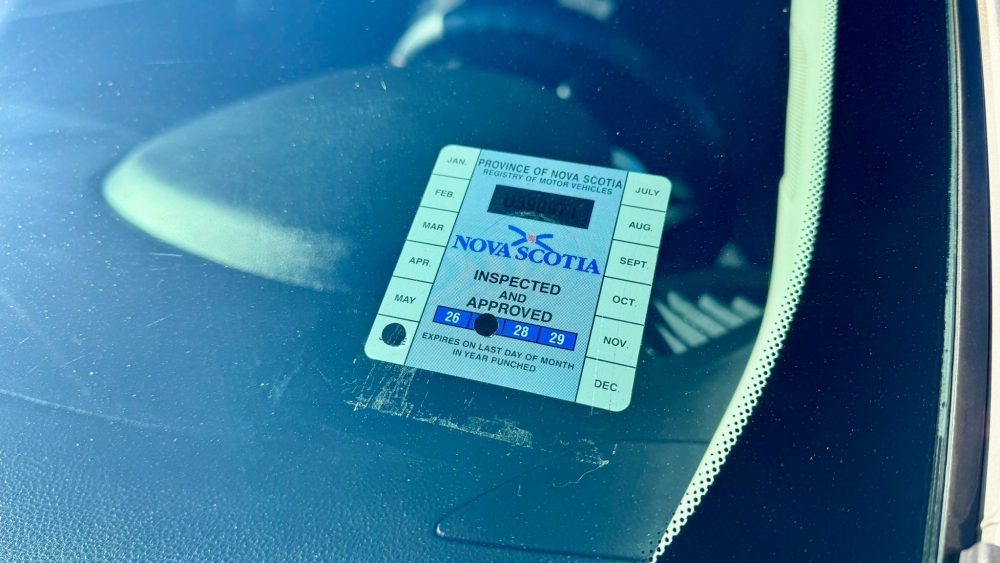 JAN.
FEB.
MAR.
APR.
MAY
PROVINCE OF NOVA SCOTIA
REGISTRY OF MOTOR VEHICLES
NOVA SCOTIA
INSPECTED
AND
APPROVED
26 28 29
EXPIRES ON LAST DAY OF MONTH
IN YEAR PUNCHED
JULY
AUG.
SEPT.
OCT.
NOV.
DEC.